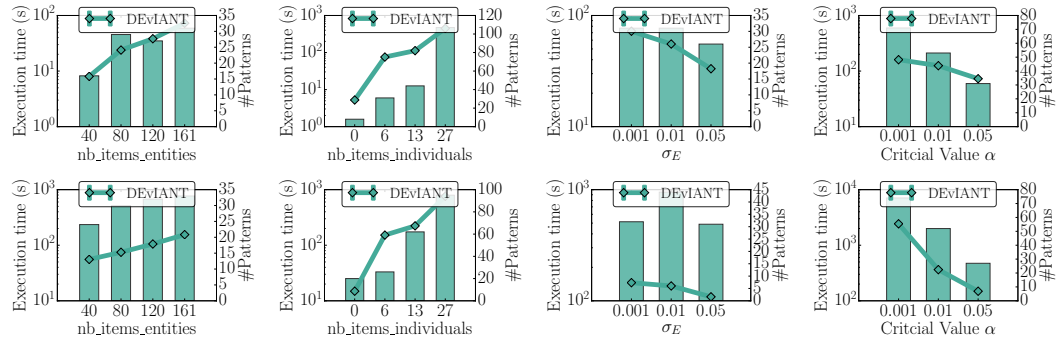 DEvIANT
Execution time (s)
10^2
10^1
10^0
35
30
25
20
15
10
5
0
#Patterns
40 80 120 161
nb_items_entities
DEvIANT
Execution time (s)
10^3
10^2
10^1
10^0
120
100
80
60
40
20
0
#Patterns
0 6 13 27
nb_items_individuals
DEvIANT
Execution time (s)
10^2
10^1
35
30
25
20
15
10
5
0
#Patterns
0.001 0.01 0.05
σ_E
DEvIANT
Execution time (s)
10^3
10^2
10^1
80
70
60
50
40
30
20
10
0
#Patterns
0.001 0.01 0.05
Critcial Value α
DEvIANT
Execution time (s)
10^3
10^2
10^1
35
30
25
20
15
10
5
0
#Patterns
40 80 120 161
nb_items_entities
DEvIANT
Execution time (s)
10^3
10^2
10^1
100
80
60
40
20
0
#Patterns
0 6 13 27
nb_items_individuals
DEvIANT
Execution time (s)
10^3
10^2
45
40
35
30
25
20
15
10
5
0
#Patterns
0.001 0.01 0.05
σ_E
DEvIANT
Execution time (s)
10^4
10^3
10^2
80
70
60
50
40
30
20
10
0
#Patterns
0.001 0.01 0.05
Critcial Value α